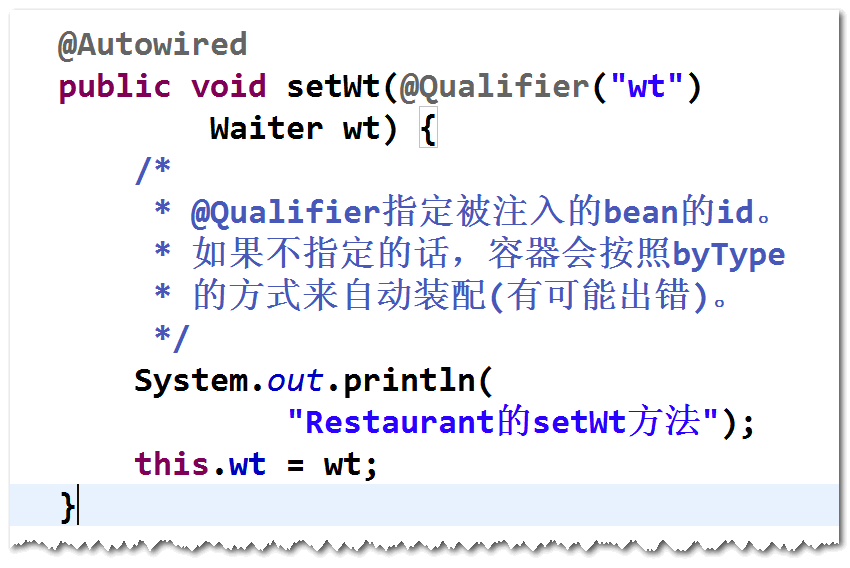 @Autowired
public void setWt(@Qualifier("wt")
Waiter wt) {
/*
* @Qualifier指定被注入的bean的id。
* 如果不指定的话，容器会按照byType
* 的方式来自动装配(有可能出错)。
*/
System.out.println(
"Restaurant的setWt方法");
this.wt = wt;
}